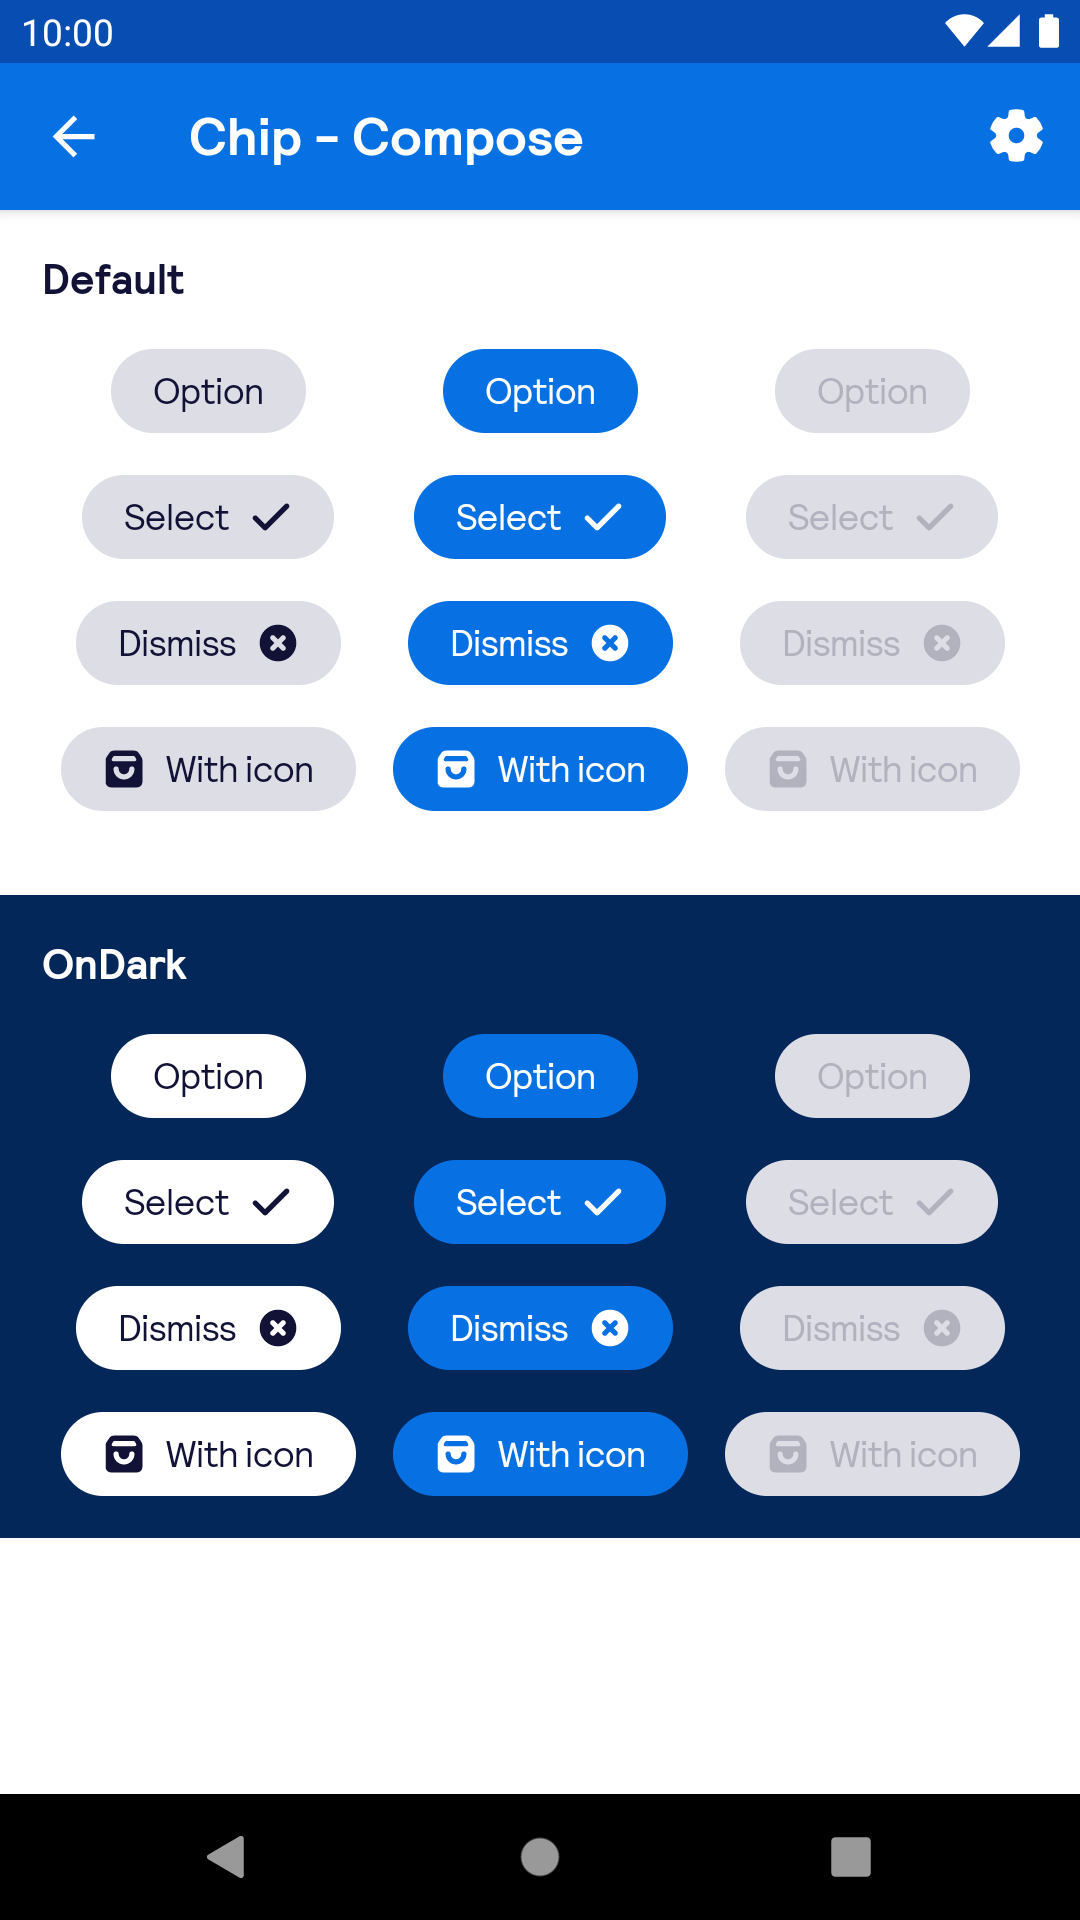 10:00
Chip - Compose
Default
Option Option Option
Select Select Select
Dismiss Dismiss Dismiss
With icon With icon With icon
OnDark
Option Option Option
Select Select Select
Dismiss Dismiss Dismiss
With icon With icon With icon